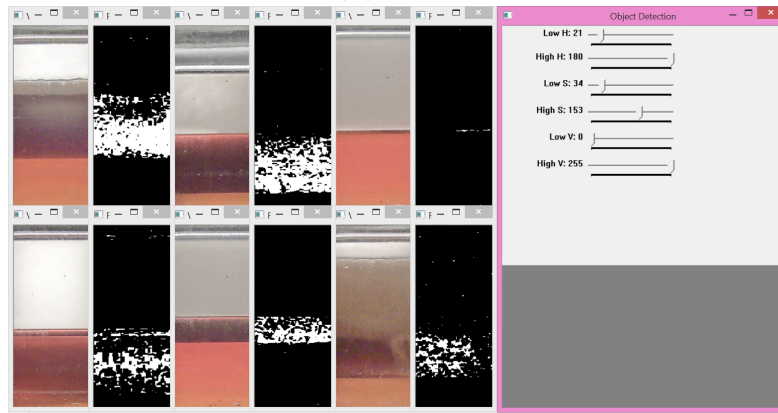 Object Detection
Low H: 21
High H: 180
Low S: 34
High S: 153
Low V: 0
High V: 255